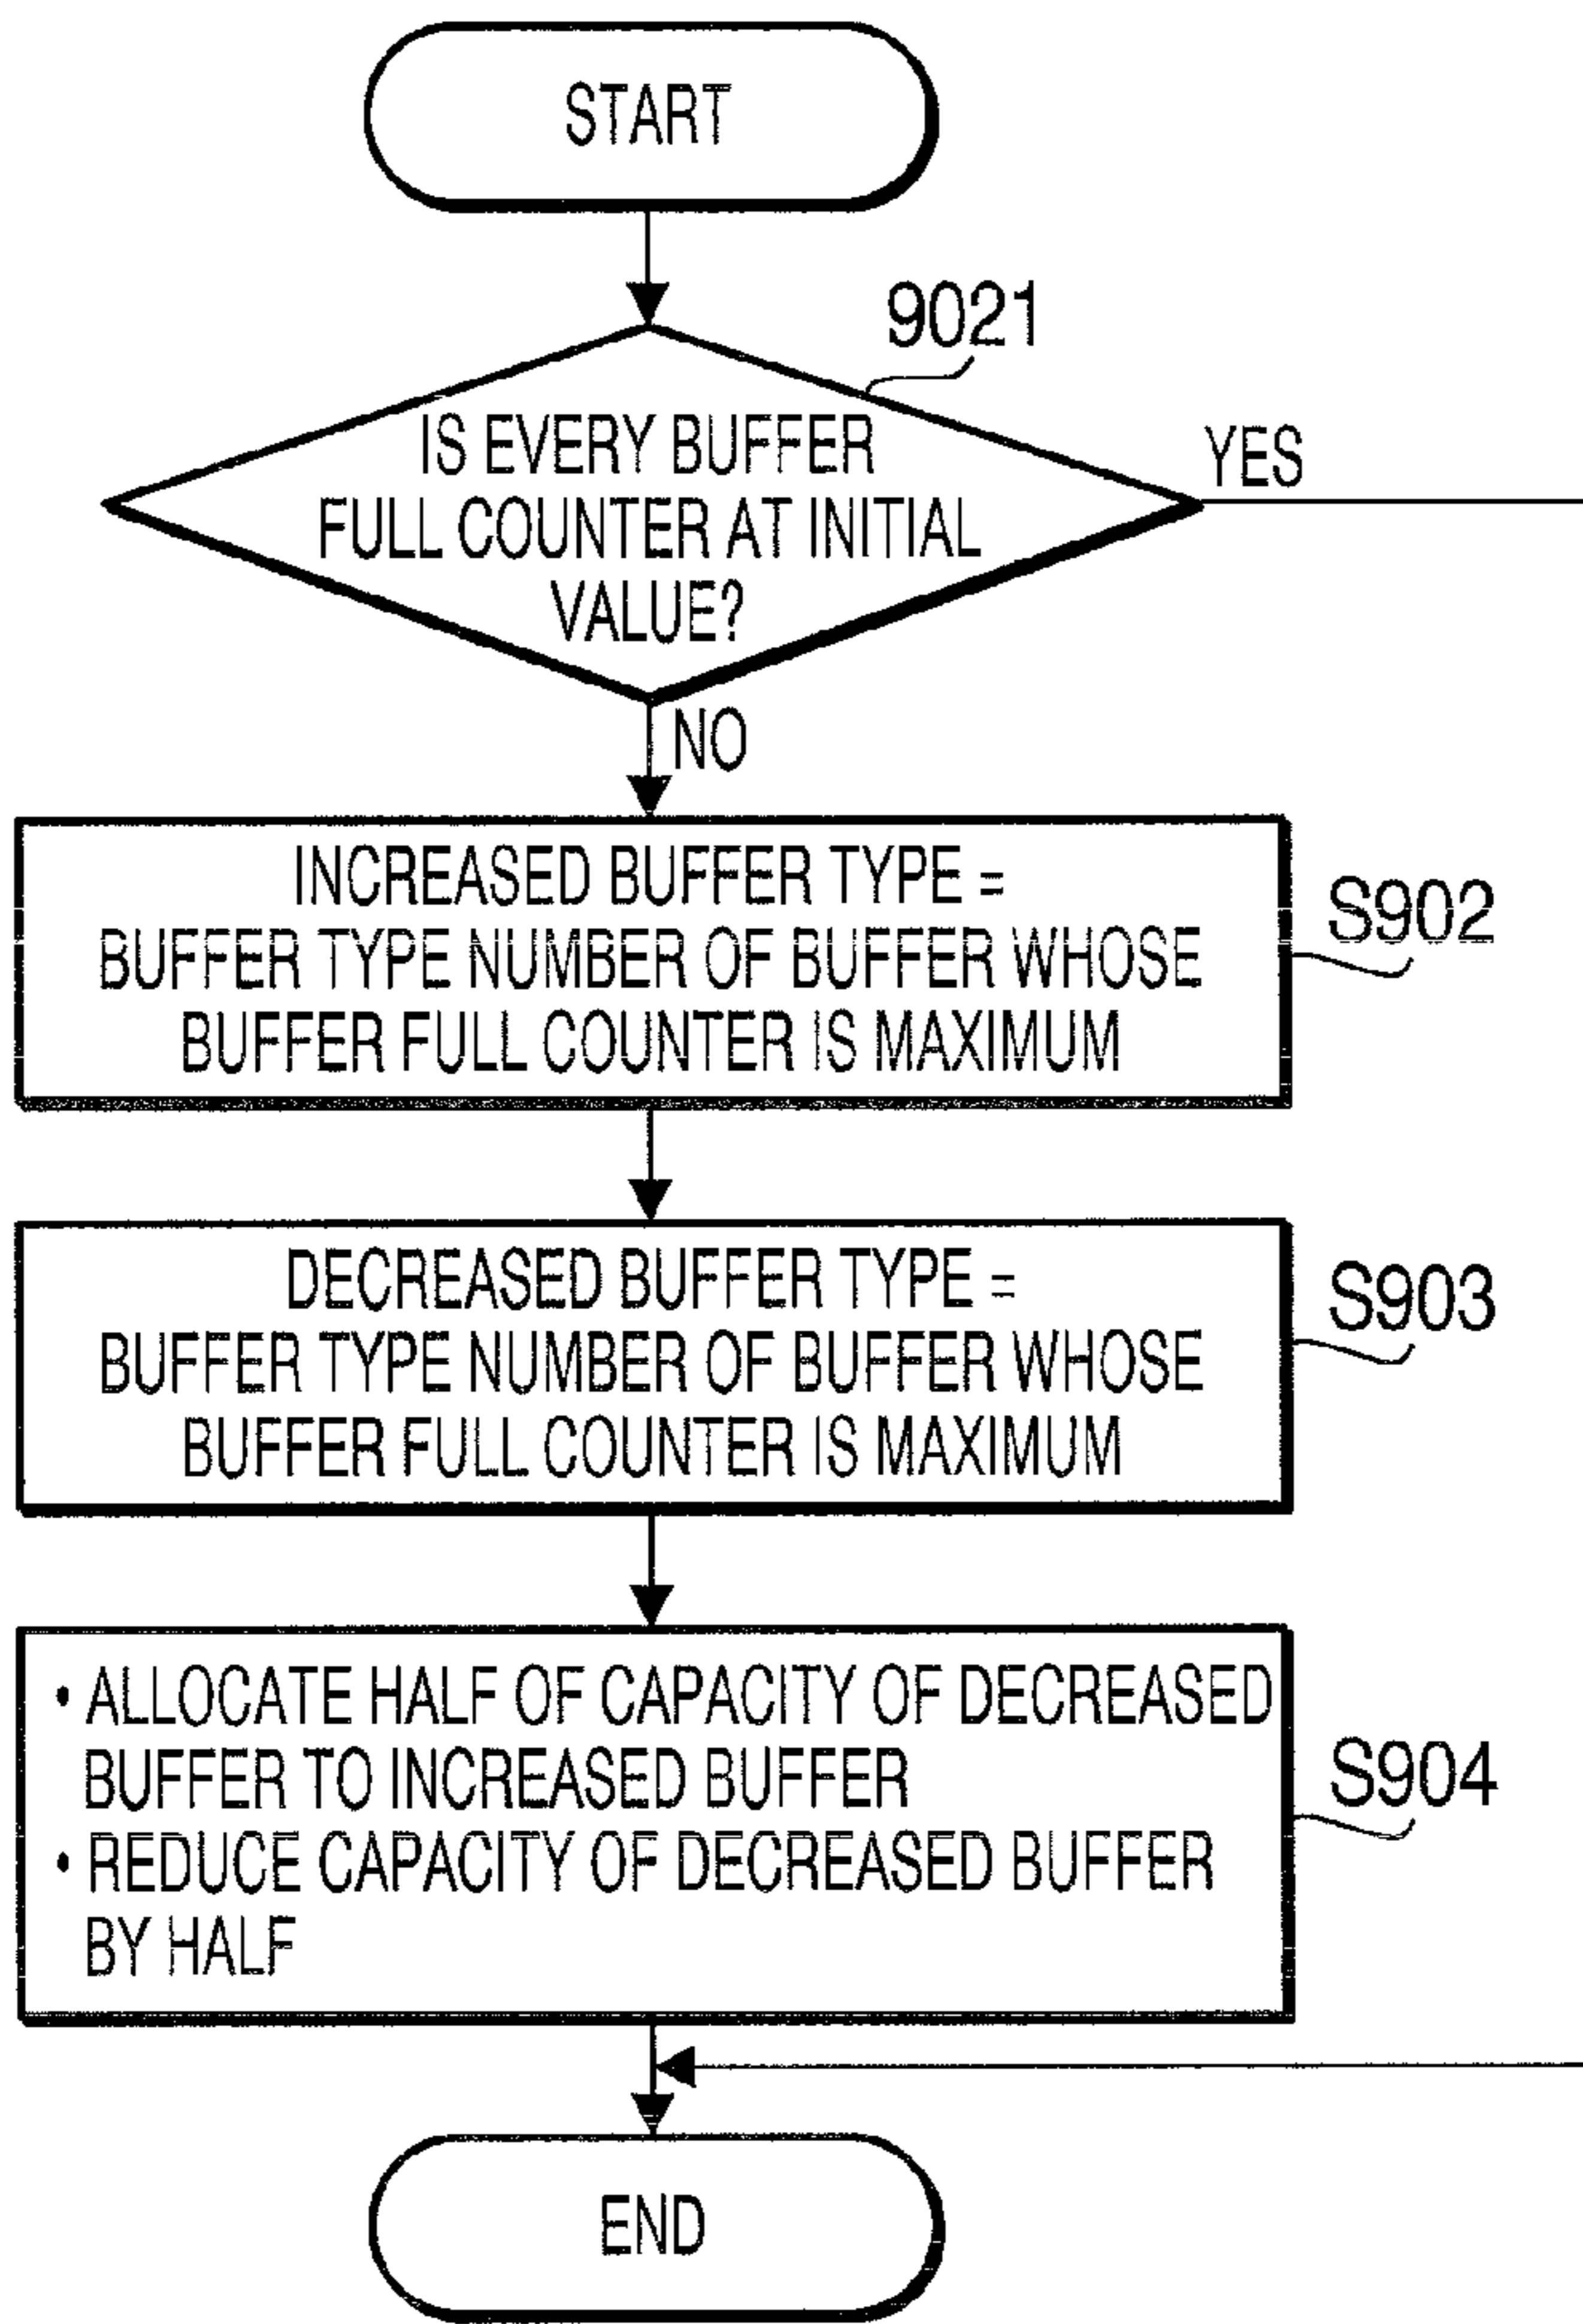 START
9021
IS EVERY BUFFER
FULL COUNTER AT INITIAL
VALUE?
YES
NO
INCREASED BUFFER TYPE =
BUFFER TYPE NUMBER OF BUFFER WHOSE
BUFFER FULL COUNTER IS MAXIMUM
S902
DECREASED BUFFER TYPE =
BUFFER TYPE NUMBER OF BUFFER WHOSE
BUFFER FULL COUNTER IS MAXIMUM
S903
• ALLOCATE HALF OF CAPACITY OF DECREASED
BUFFER TO INCREASED BUFFER
• REDUCE CAPACITY OF DECREASED BUFFER
BY HALF
S904
END